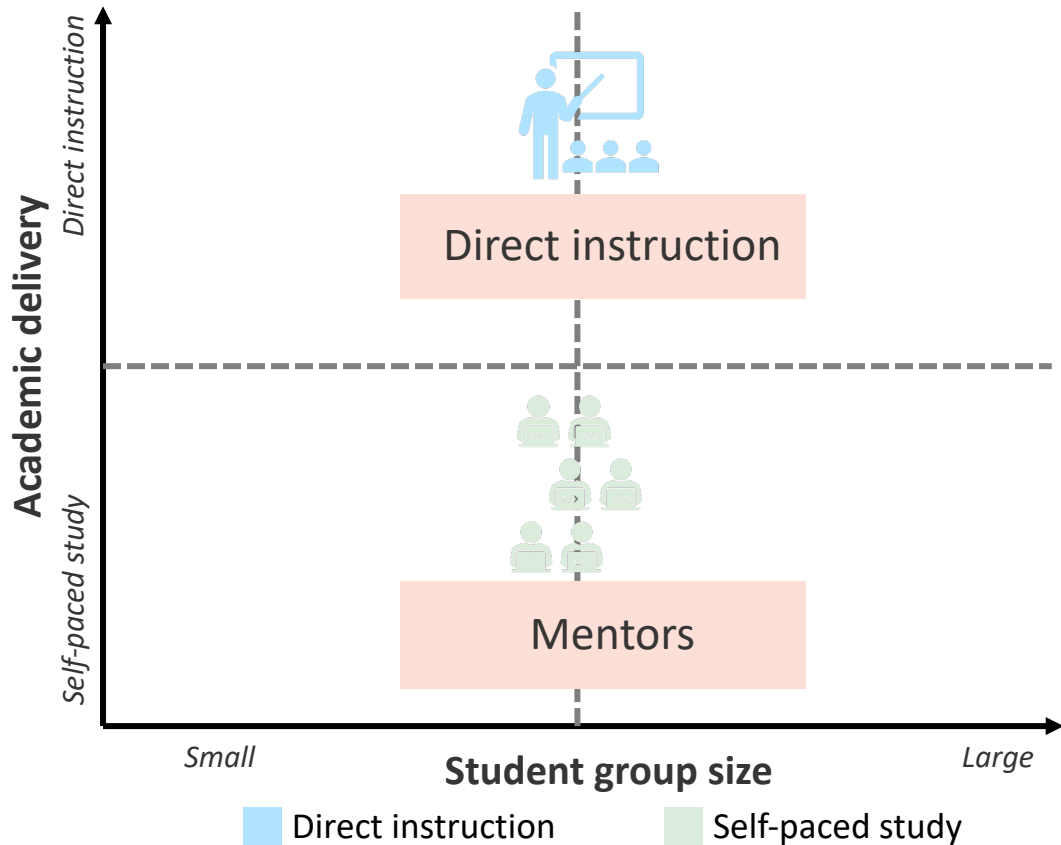 Academic delivery
Direct instruction
Self-paced study
Direct instruction
Mentors
Small
Large
Student group size
Direct instruction
Self-paced study